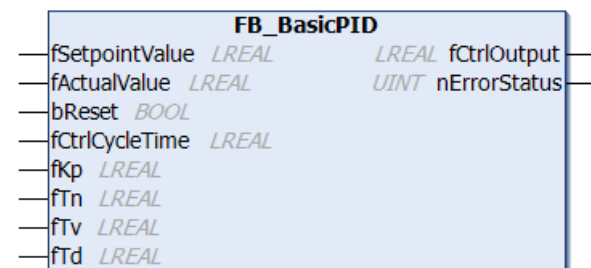 FB_BasicPID
fSetpointValue LREAL LREAL fCtrlOutput
fActualValue LREAL UINT nErrorStatus
bReset BOOL
fCtrlCycleTime LREAL
fKp LREAL
fTn LREAL
fTv LREAL
fTd LREAL